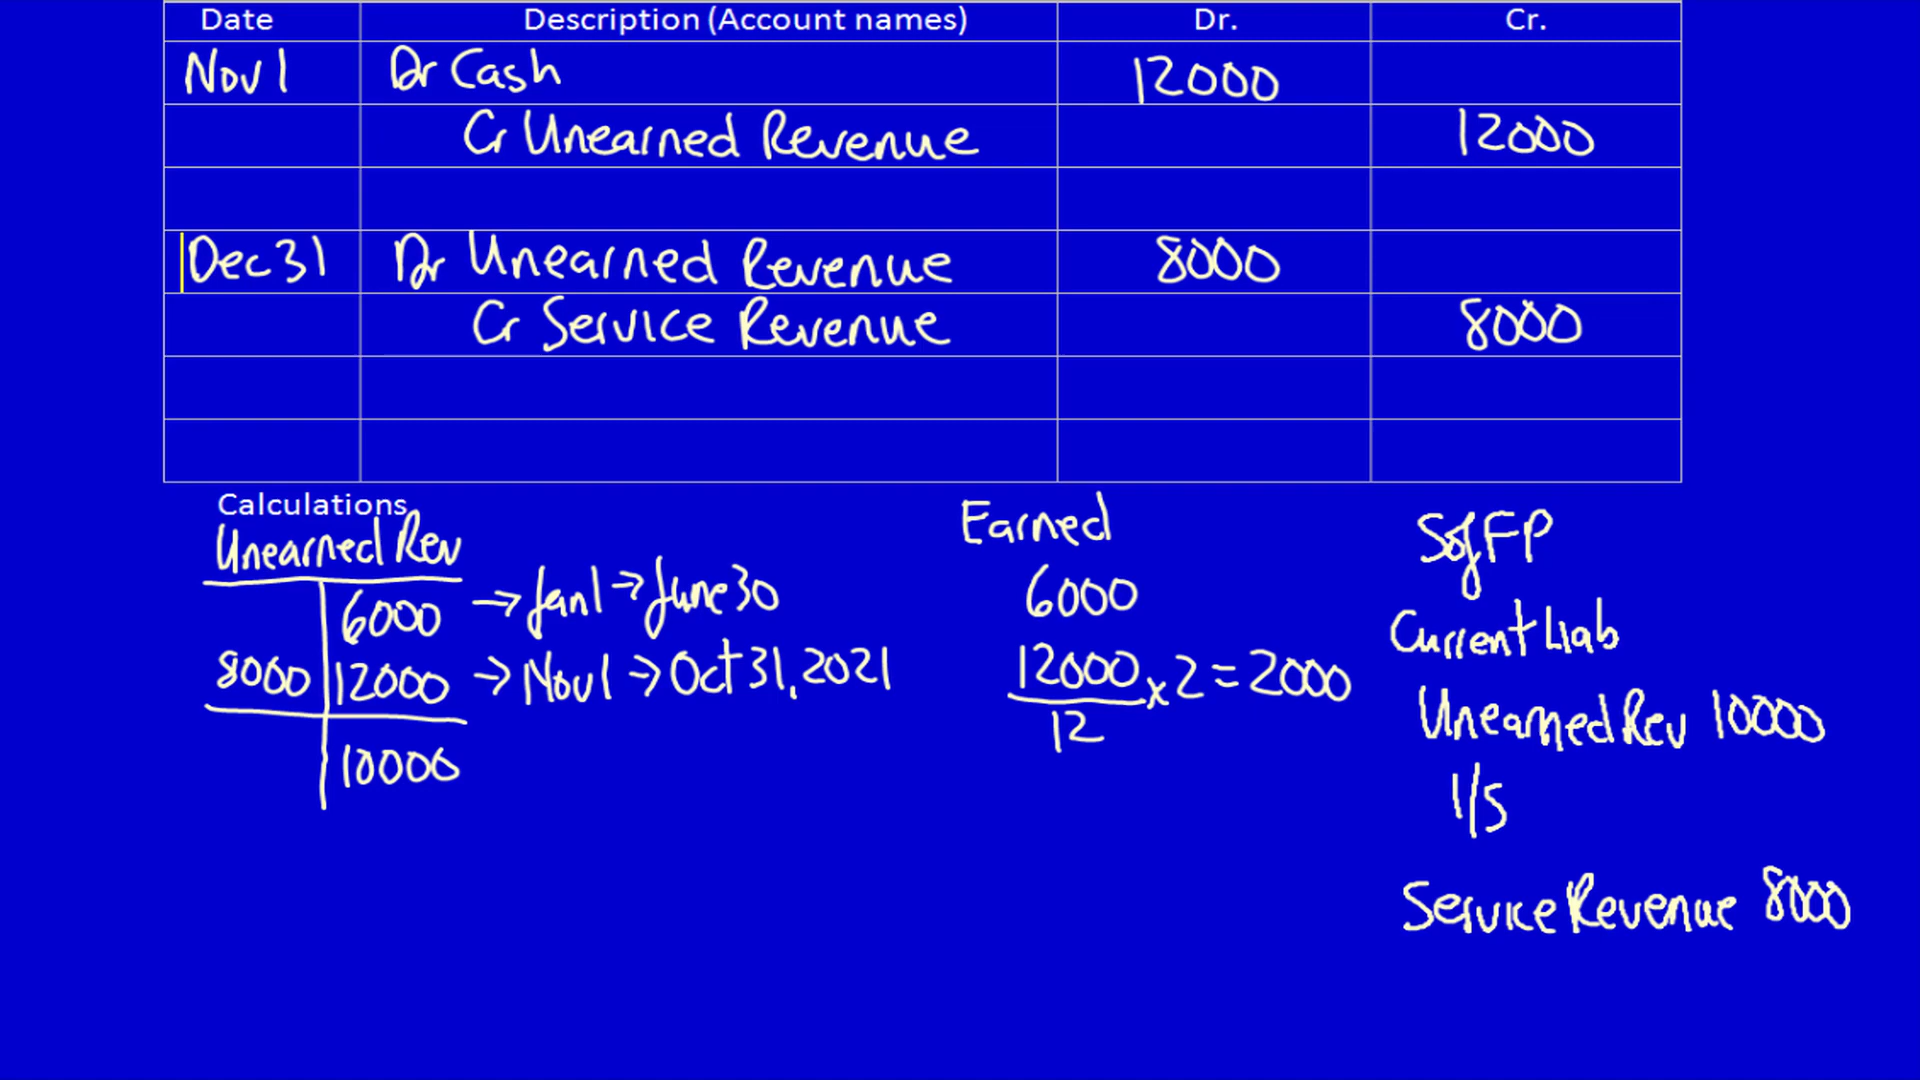 Date Description (Account names) Dr. Cr.
Nov 1 Dr Cash 12000
Cr Unearned Revenue 12000
Dec 31 Dr Unearned Revenue 8000
Cr Service Revenue 8000
Calculations
Unearned Rev
6000 → Jan 1 → June 30
8000 12000 → Nov 1 → Oct 31, 2021
10000
Earned
6000
12000
12
x 2 = 2000
SofFP
Current Liab
Unearned Rev 10000
I/S
Service Revenue 8000